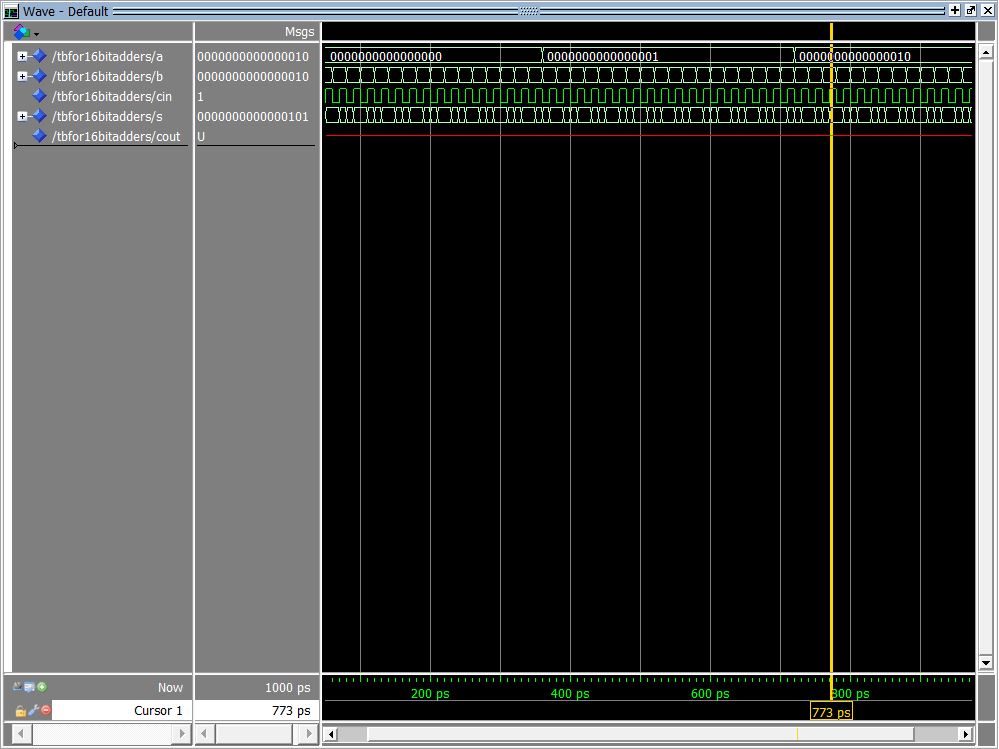 Wave - Default
Msgs
/tbfor16bitadders/a 0000000000000010 0000000000000000 0000000000000001 0000000000000010
/tbfor16bitadders/b 0000000000000010
/tbfor16bitadders/cin 1
/tbfor16bitadders/s 0000000000000101
/tbfor16bitadders/cout U
Now 1000 ps 200 ps 400 ps 600 ps 800 ps
Cursor 1 773 ps 773 ps